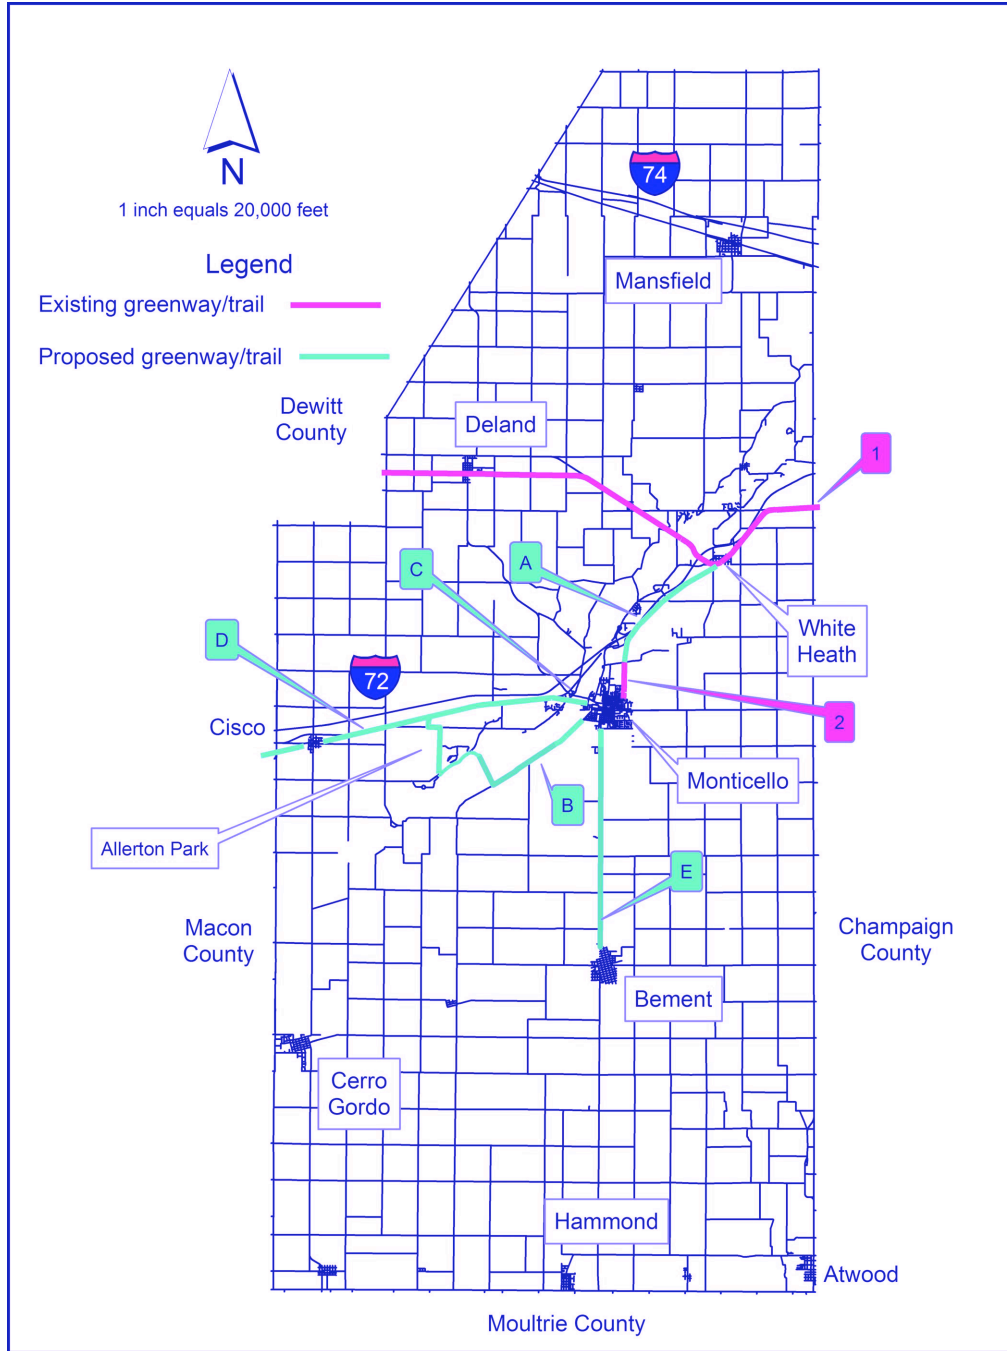 N
1 inch equals 20,000 feet
Legend
Existing greenway/trail
Proposed greenway/trail
74
Mansfield
Dewitt
County
Deland
1
C
A
D
White
Heath
72
Cisco
2
Monticello
B
Allerton Park
E
Macon
County
Champaign
County
Bement
Cerro
Gordo
Hammond
Atwood
Moultrie County